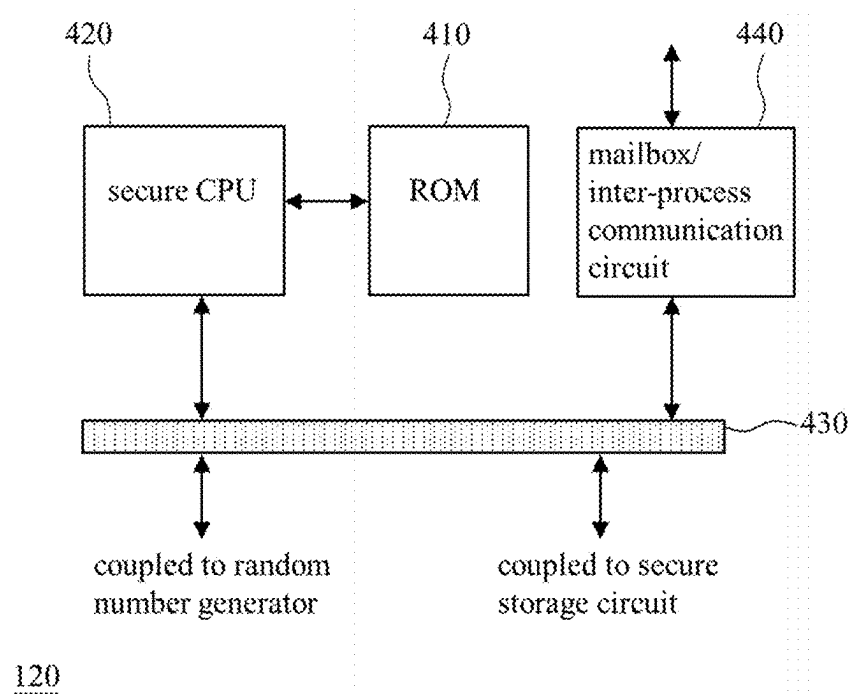 420
410
440
secure CPU
ROM
mailbox/
inter-process
communication
circuit
430
coupled to random
number generator
coupled to secure
storage circuit
120